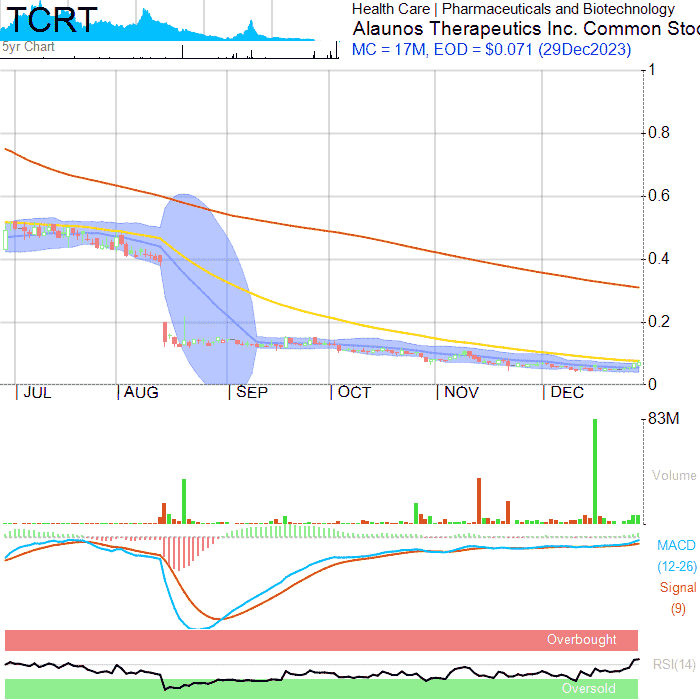 TCRT
5yr Chart
Health Care | Pharmaceuticals and Biotechnology
Alaunos Therapeutics Inc. Common Stoc
MC = 17M, EOD = $0.071 (29Dec2023)
1
0.8
0.6
0.4
0.2
0
JUL AUG SEP OCT NOV DEC
83M
Volume
MACD
(12-26)
Signal
(9)
Overbought
RSI(14)
Oversold